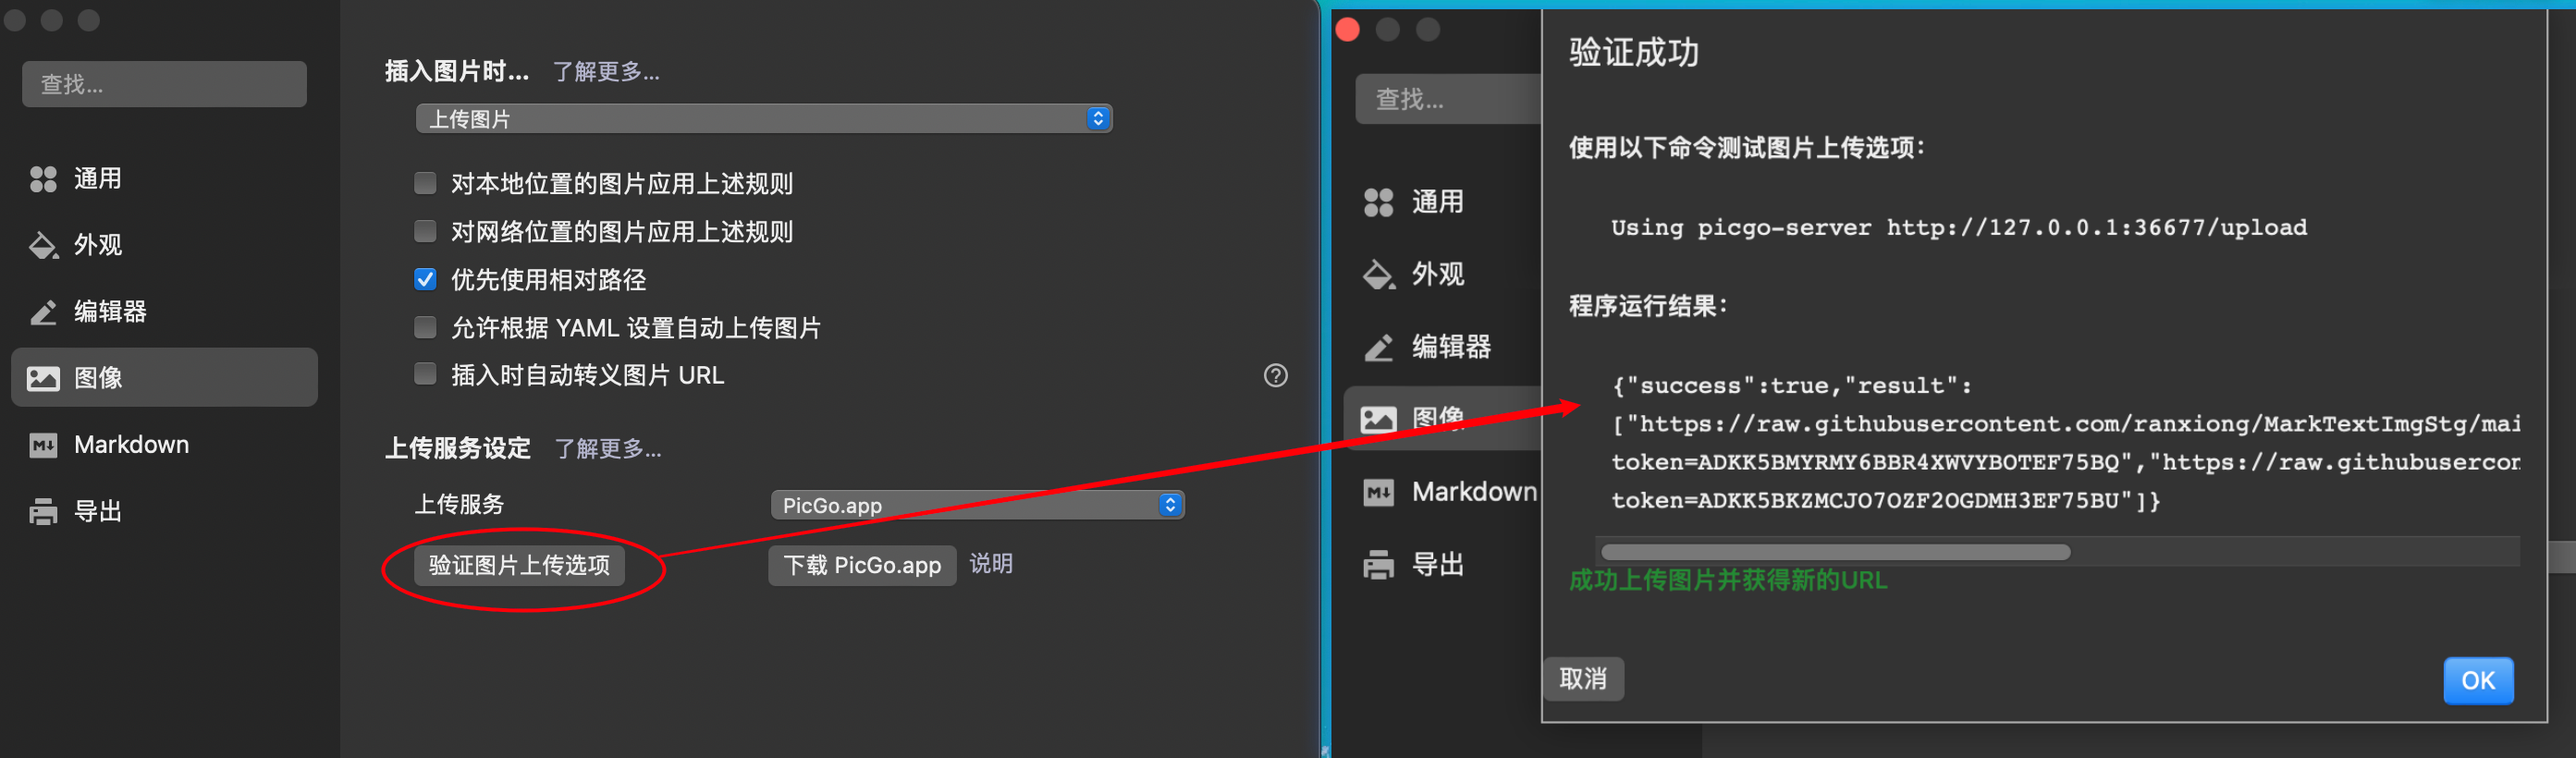 查找...
通用
外观
编辑器
图像
Markdown
导出
插入图片时... 了解更多...
上传图片
对本地位置的图片应用上述规则
对网络位置的图片应用上述规则
优先使用相对路径
允许根据 YAML 设置自动上传图片
插入时自动转义图片 URL
上传服务设定 了解更多...
上传服务 PicGo.app
验证图片上传选项 下载 PicGo.app 说明
查找...
通用
外观
编辑器
图像
Markdown
导出
验证成功
使用以下命令测试图片上传选项：
Using picgo-server http://127.0.0.1:36677/upload
程序运行结果：
{"success":true,"result":
["https://raw.githubusercontent.com/ranxiong/MarkTextImgStg/mai
token=ADKK5BMYRMY6BBR4XWVYBOTEF75BQ","https://raw.githubusercon
token=ADKK5BKZMCJO7OZF2OGDMH3EF75BU"]}
成功上传图片并获得新的URL
取消 OK